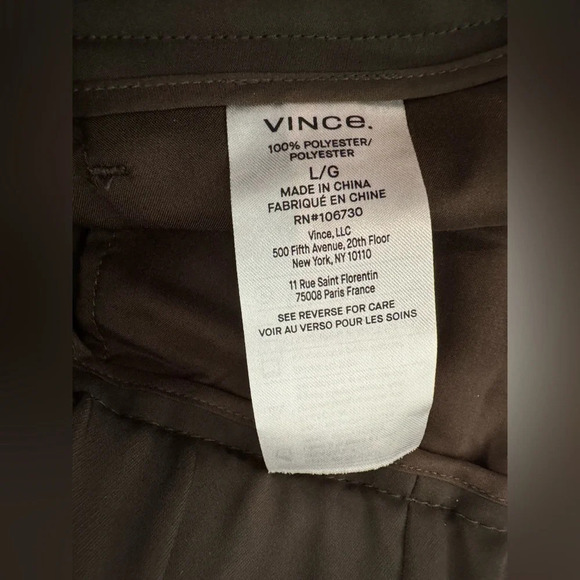 VINCE.
100% POLYESTER/
POLYESTER
L/G
MADE IN CHINA
FABRIQUÉ EN CHINE
RN#106730
Vince, LLC
500 Fifth Avenue, 20th Floor
New York, NY 10110
11 Rue Saint Florentin
75008 Paris France
SEE REVERSE FOR CARE
VOIR AU VERSO POUR LES SOINS